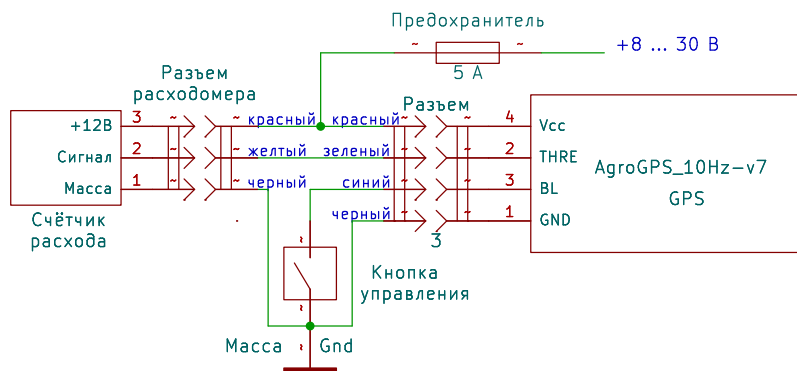 Предохранитель
~ ~
+8 ... 30 В
5 А
Разъем
расходомера
Разъем
+12В 3 ~ ~ красный красный ~ ~ 4 Vcc
Сигнал 2 ~ ~ желтый зеленый ~ ~ 2 THRE
Масса 1 ~ ~ черный синий ~ ~ 3 BL
черный ~ ~ 1 GND
AgroGPS_10Hz-v7
GPS
Счётчик
расхода
3
~
Кнопка
управления
~
Масса ~ Gnd